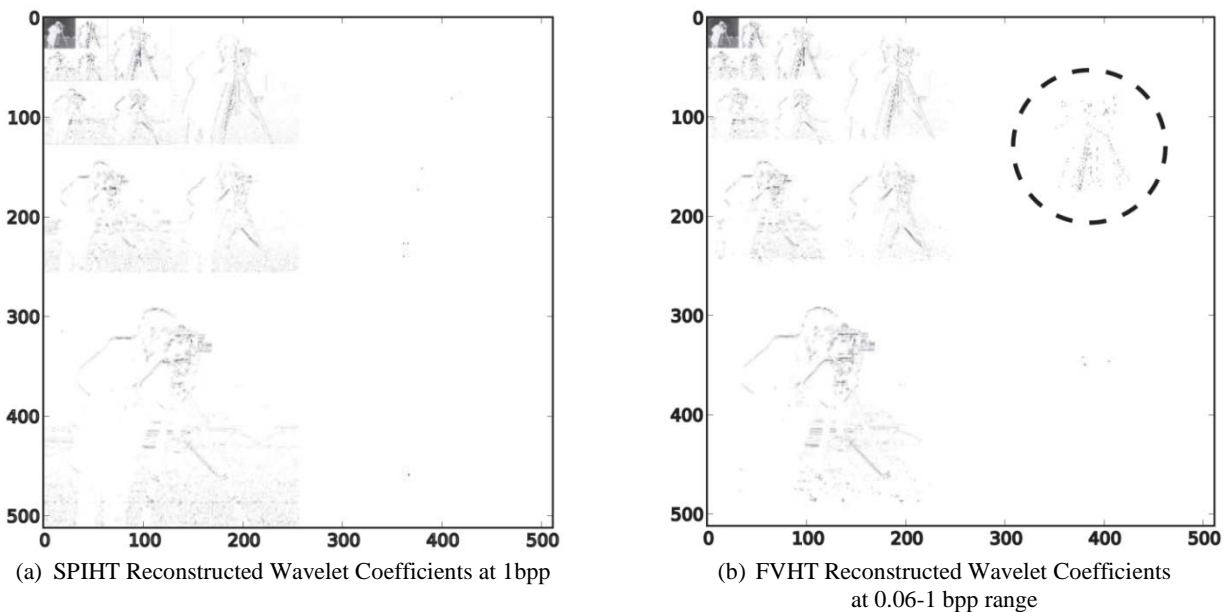 0
100
200
300
400
500
0 100 200 300 400 500
(a) SPIHT Reconstructed Wavelet Coefficients at 1bpp
0
100
200
300
400
500
0 100 200 300 400 500
(b) FVHT Reconstructed Wavelet Coefficients
at 0.06-1 bpp range